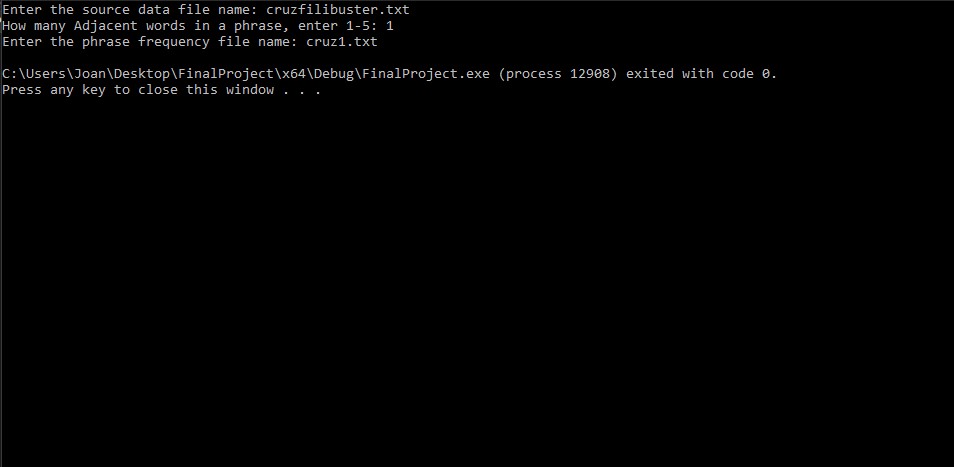 Enter the source data file name: cruzfilibuster.txt
How many Adjacent words in a phrase, enter 1-5: 1
Enter the phrase frequency file name: cruz1.txt
C:\Users\Joan\Desktop\FinalProject\x64\Debug\FinalProject.exe (process 12908) exited with code 0.
Press any key to close this window . . .